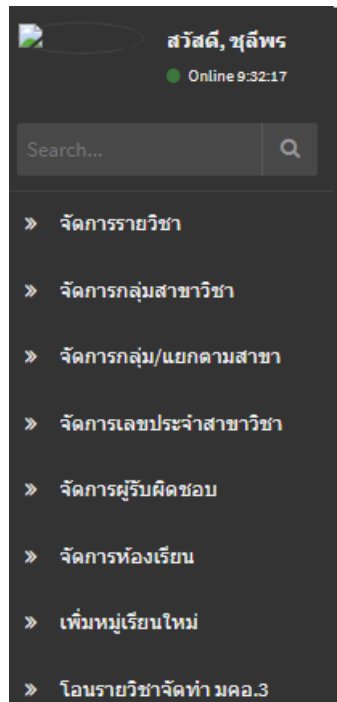 สวัสดี, ชุลีพร
Online 9:32:17
Search...
จัดการรายวิชา
จัดการกลุ่มสาขาวิชา
จัดการกลุ่ม/แยกตามสาขา
จัดการเลขประจำสาขาวิชา
จัดการผู้รับผิดชอบ
จัดการห้องเรียน
เพิ่มหมู่เรียนใหม่
โอนรายวิชาจัดทำ มคอ.3